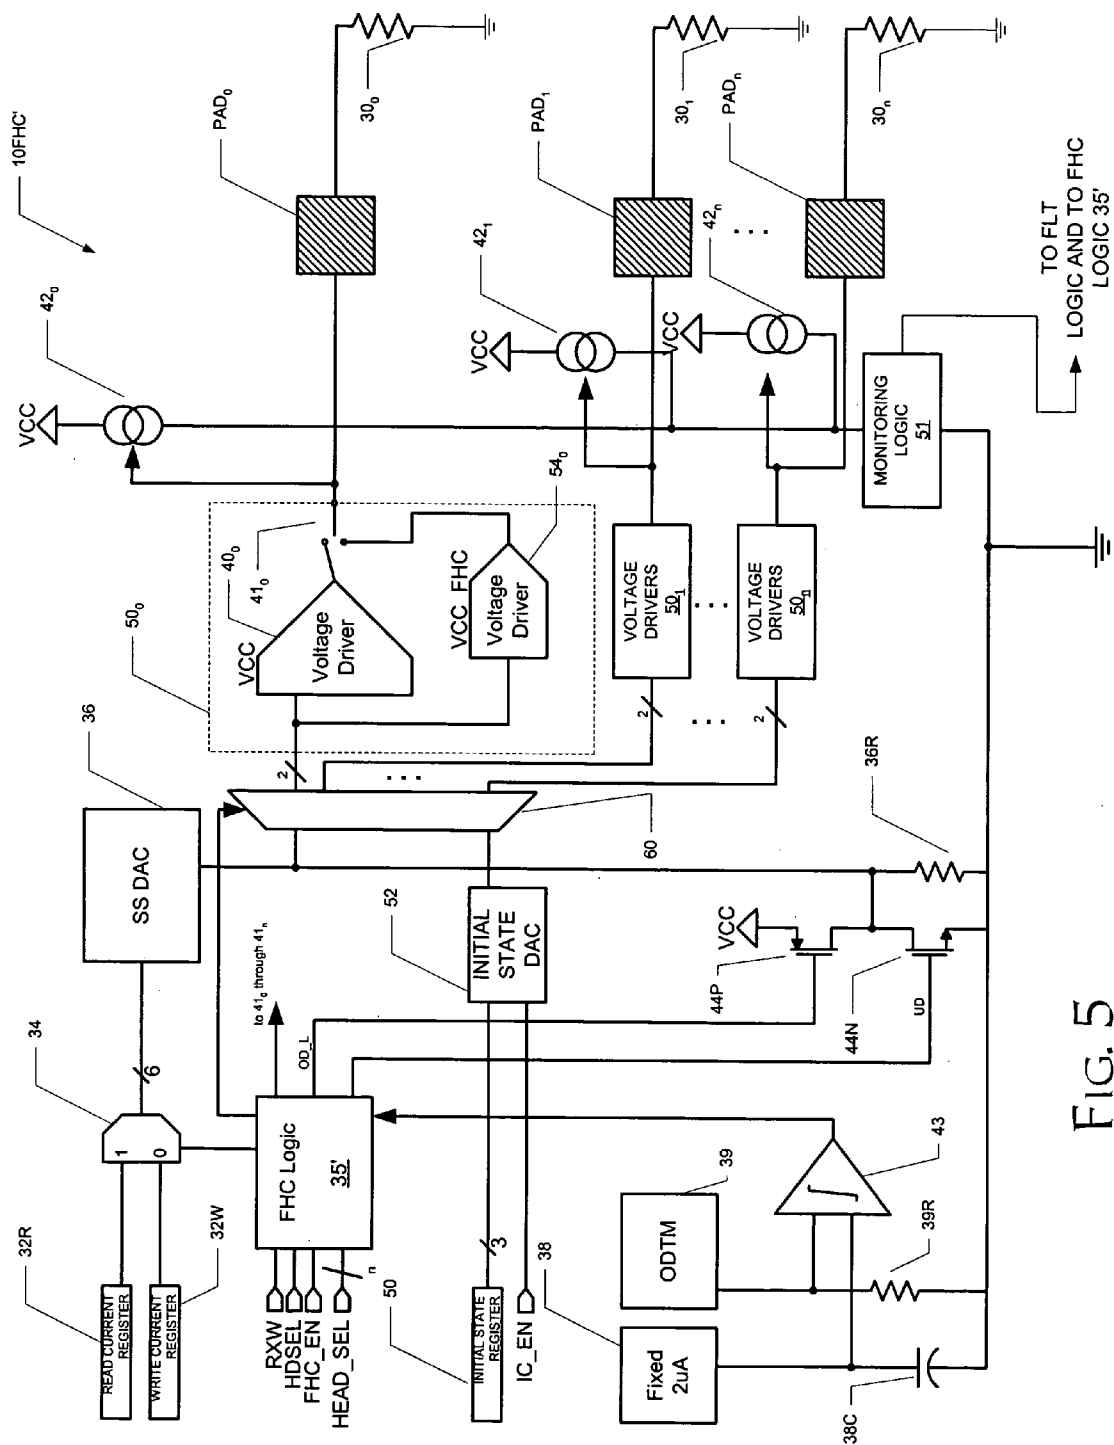 10FHC'
32R
READ CURRENT
REGISTER
WRITE CURRENT
REGISTER
32W
34
1
0
6
SS DAC
36
RXW
HDSEL
FHC_EN
HEAD_SEL
n
FHC Logic
35'
to 41₀ through 41ₙ
OD_L
50
INITIAL STATE
REGISTER
3
IC_EN
52
INITIAL
STATE
DAC
60
2
2
2
. . .
. . .
50₀
VCC
40₀
Voltage
Driver
41₀
VCC_FHC
54₀
Voltage
Driver
VOLTAGE
DRIVERS
50₁
. . .
VOLTAGE
DRIVERS
50ₙ
VCC
42₀
VCC
42₁
VCC
42ₙ
PAD₀
PAD₁
PADₙ
. . .
30₀
30₁
30ₙ
MONITORING
LOGIC
51
TO FLT
LOGIC AND TO FHC
LOGIC 35'
38
Fixed
2uA
38C
39
ODTM
39R
43
VCC
44P
44N
UD
36R
FIG. 5